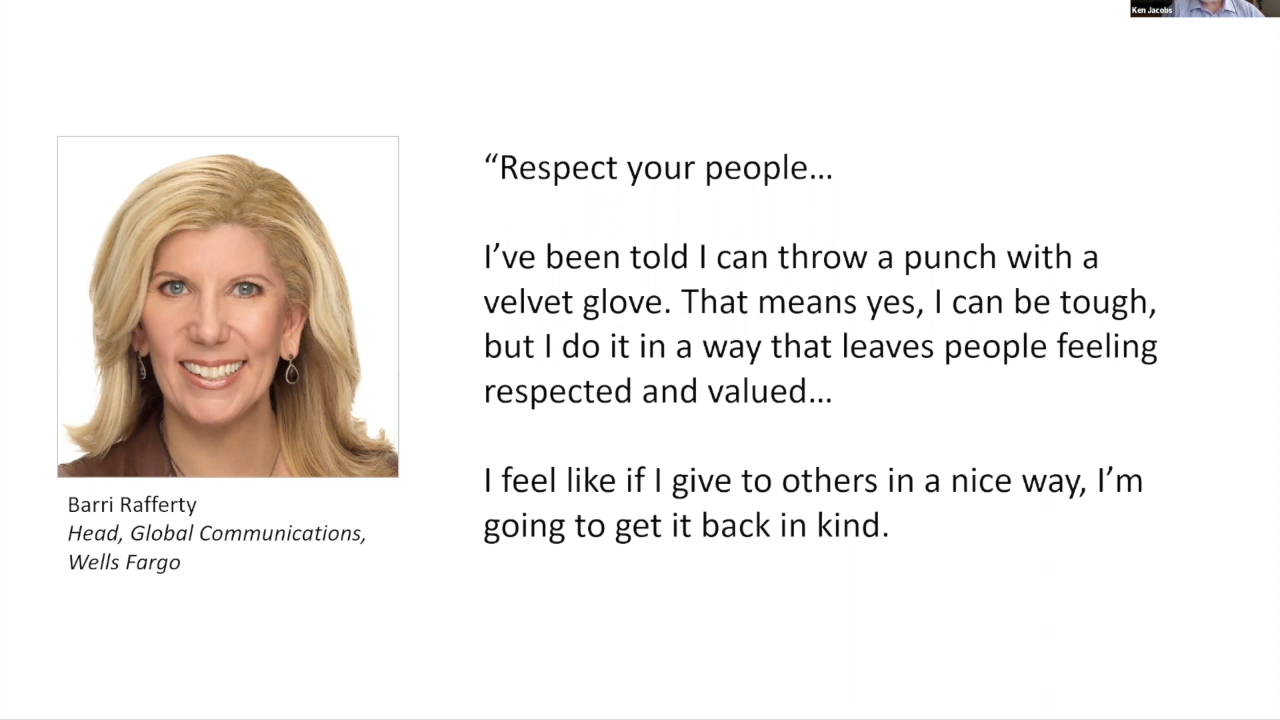 Ken Jacobs
“Respect your people...
I’ve been told I can throw a punch with a
velvet glove. That means yes, I can be tough,
but I do it in a way that leaves people feeling
respected and valued...
I feel like if I give to others in a nice way, I’m
going to get it back in kind.
Barri Rafferty
Head, Global Communications,
Wells Fargo